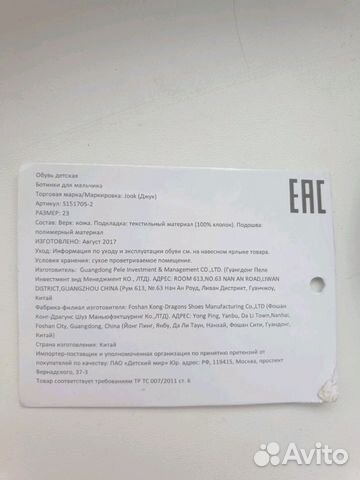 Обувь детская
Ботинки для мальчика
Торговая марка/Маркировка: Jook (Джук)
Артикул: S151705-2
РАЗМЕР: 23
Состав: Верх: кожа. Подкладка: текстильный материал (100% хлопок). Подошва:
полимерный материал
ИЗГОТОВЛЕНО: Август 2017
Уход: Информация по уходу и эксплуатации обуви см. на навесном ярлыке товара.
Условия хранения: сухое проветриваемое помещение.
Изготовитель: Guangdong Pele Investment & Management CO.,LTD. (Гуангдонг Пеле
Инвестмент энд Менеджмент КО., ЛТД). АДРЕС: ROOM 613,NO.63 NAN AN ROAD,LIWAN
DISTRICT,GUANGZHOU CHINA (Рум 613, № 63 Нан Ан Роуд, Ливан Дистрикт, Гуанчжоу,
Китай
Фабрика-филиал изготовителя: Foshan Kong-Dragons Shoes Manufacturing Co.,LTD (Фошан
Конг-Драгунс Шуз Маньюфэктуринг Ко.,ЛТД). Адрес: Yong Ping, Yanbu, Da Li Town,Nanhai,
Foshan City, Guangdong, China (Йонг Пинг, Янбу, Да Ли Таун, Нанхай, Фошан Сити, Гуандонг,
Китай)
Страна изготовления: Китай
Импортер-поставщик и уполномоченная организация по принятию претензий от
покупателей по качеству: ПАО «Детский мир» Юр. адрес: РФ, 119415, Москва, проспект
Вернадского, 37-3
Товар соответствует требованиям ТР ТС 007/2011 ст. 6
EAC
Avito